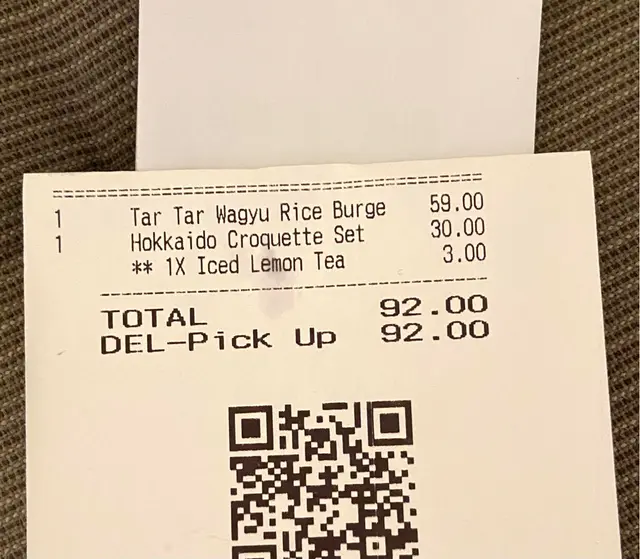 1 Tar Tar Wagyu Rice Burge 59.00
1 Hokkaido Croquette Set 30.00
** 1X Iced Lemon Tea 3.00
TOTAL 92.00
DEL-Pick Up 92.00